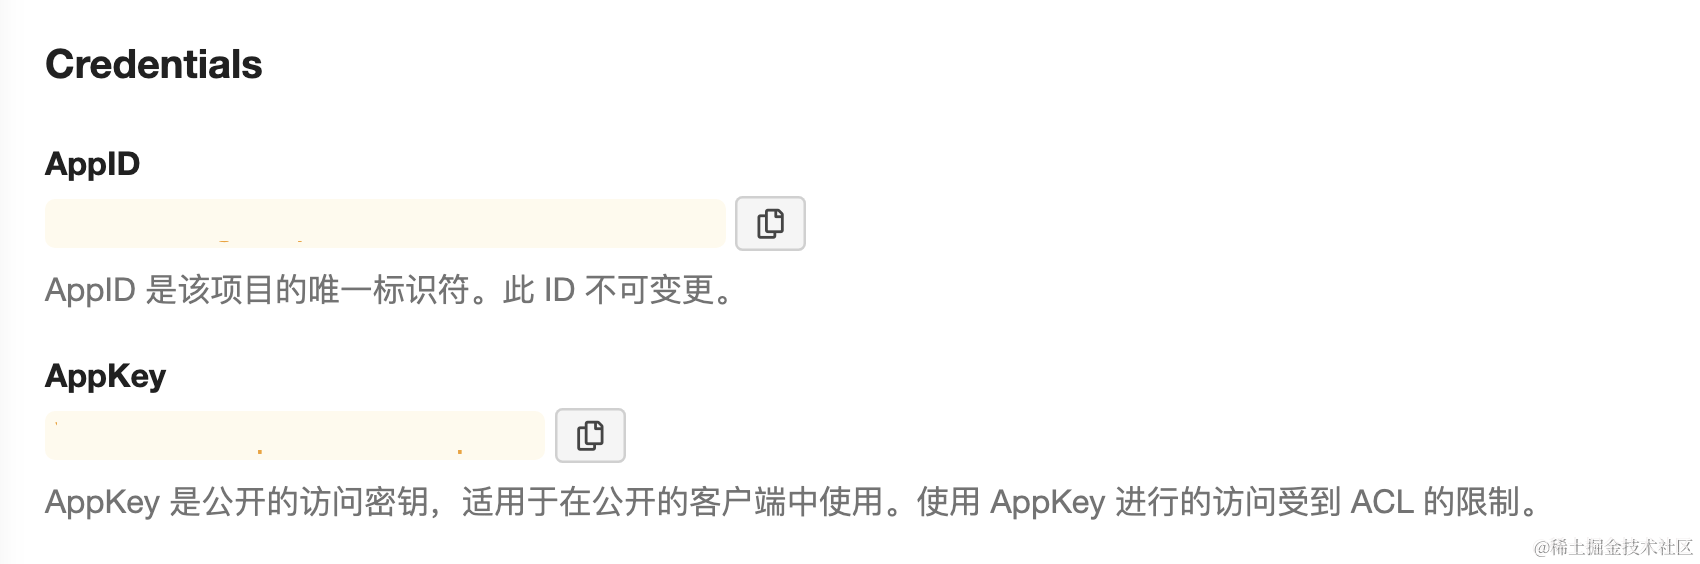 Credentials
AppID
AppID 是该项目的唯一标识符。此 ID 不可变更。
AppKey
AppKey 是公开的访问密钥，适用于在公开的客户端中使用。使用 AppKey 进行的访问受到 ACL 的限制。
@稀土掘金技术社区